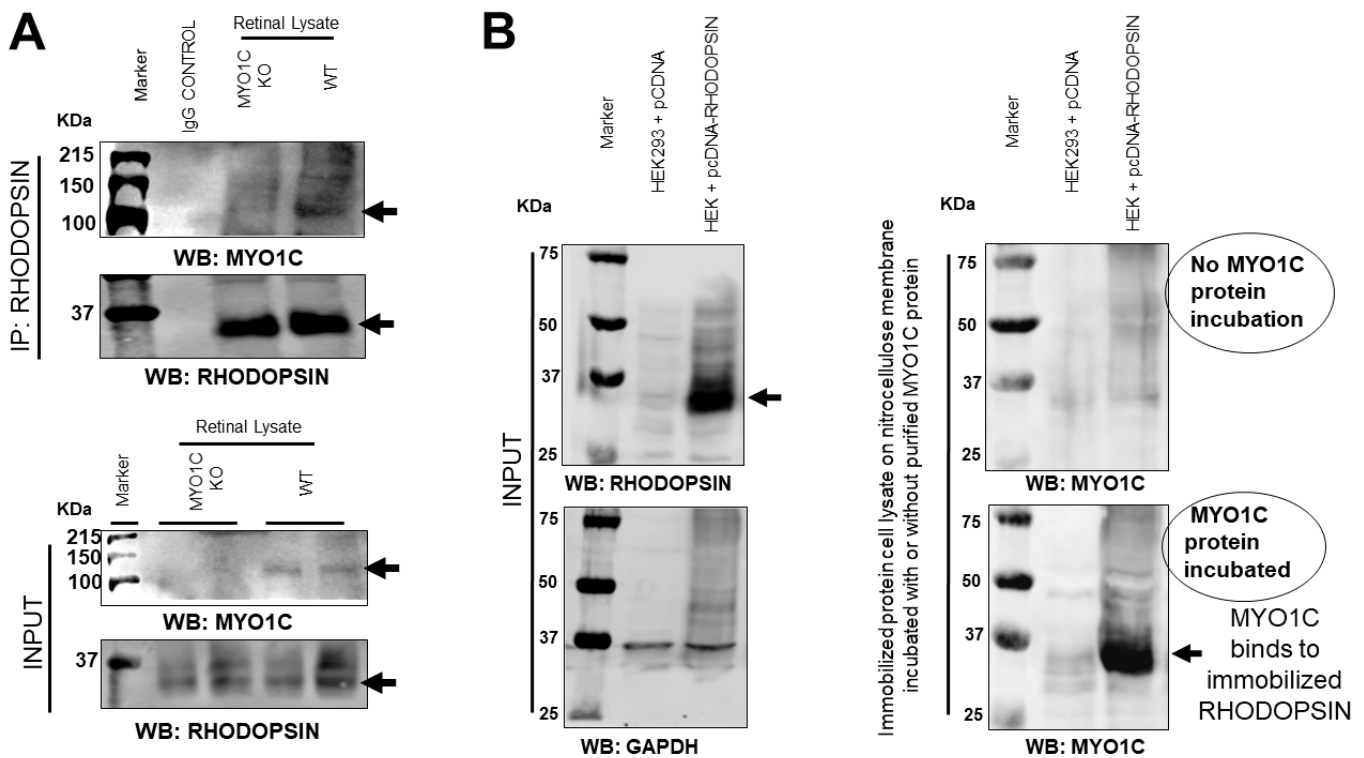 A
Retinal Lysate
Marker
IgG CONTROL
MYO1C
KO
WT
KDa
IP: RHODOPSIN
215
150
100
WB: MYO1C
37
WB: RHODOPSIN
Retinal Lysate
Marker
MYO1C
KO
WT
KDa
INPUT
215
150
100
WB: MYO1C
37
WB: RHODOPSIN
B
Marker
HEK293 + pCDNA
HEK + pcDNA-RHODOPSIN
KDa
INPUT
75
50
37
25
WB: RHODOPSIN
75
50
37
25
WB: GAPDH
Immobilized protein cell lysate on nitrocellulose membrane
incubated with or without purified MYO1C protein
Marker
HEK293 + pCDNA
HEK + pcDNA-RHODOPSIN
KDa
75
50
37
25
WB: MYO1C
No MYO1C
protein
incubation
75
50
37
25
WB: MYO1C
MYO1C
protein
incubated
MYO1C
binds to
immobilized
RHODOPSIN